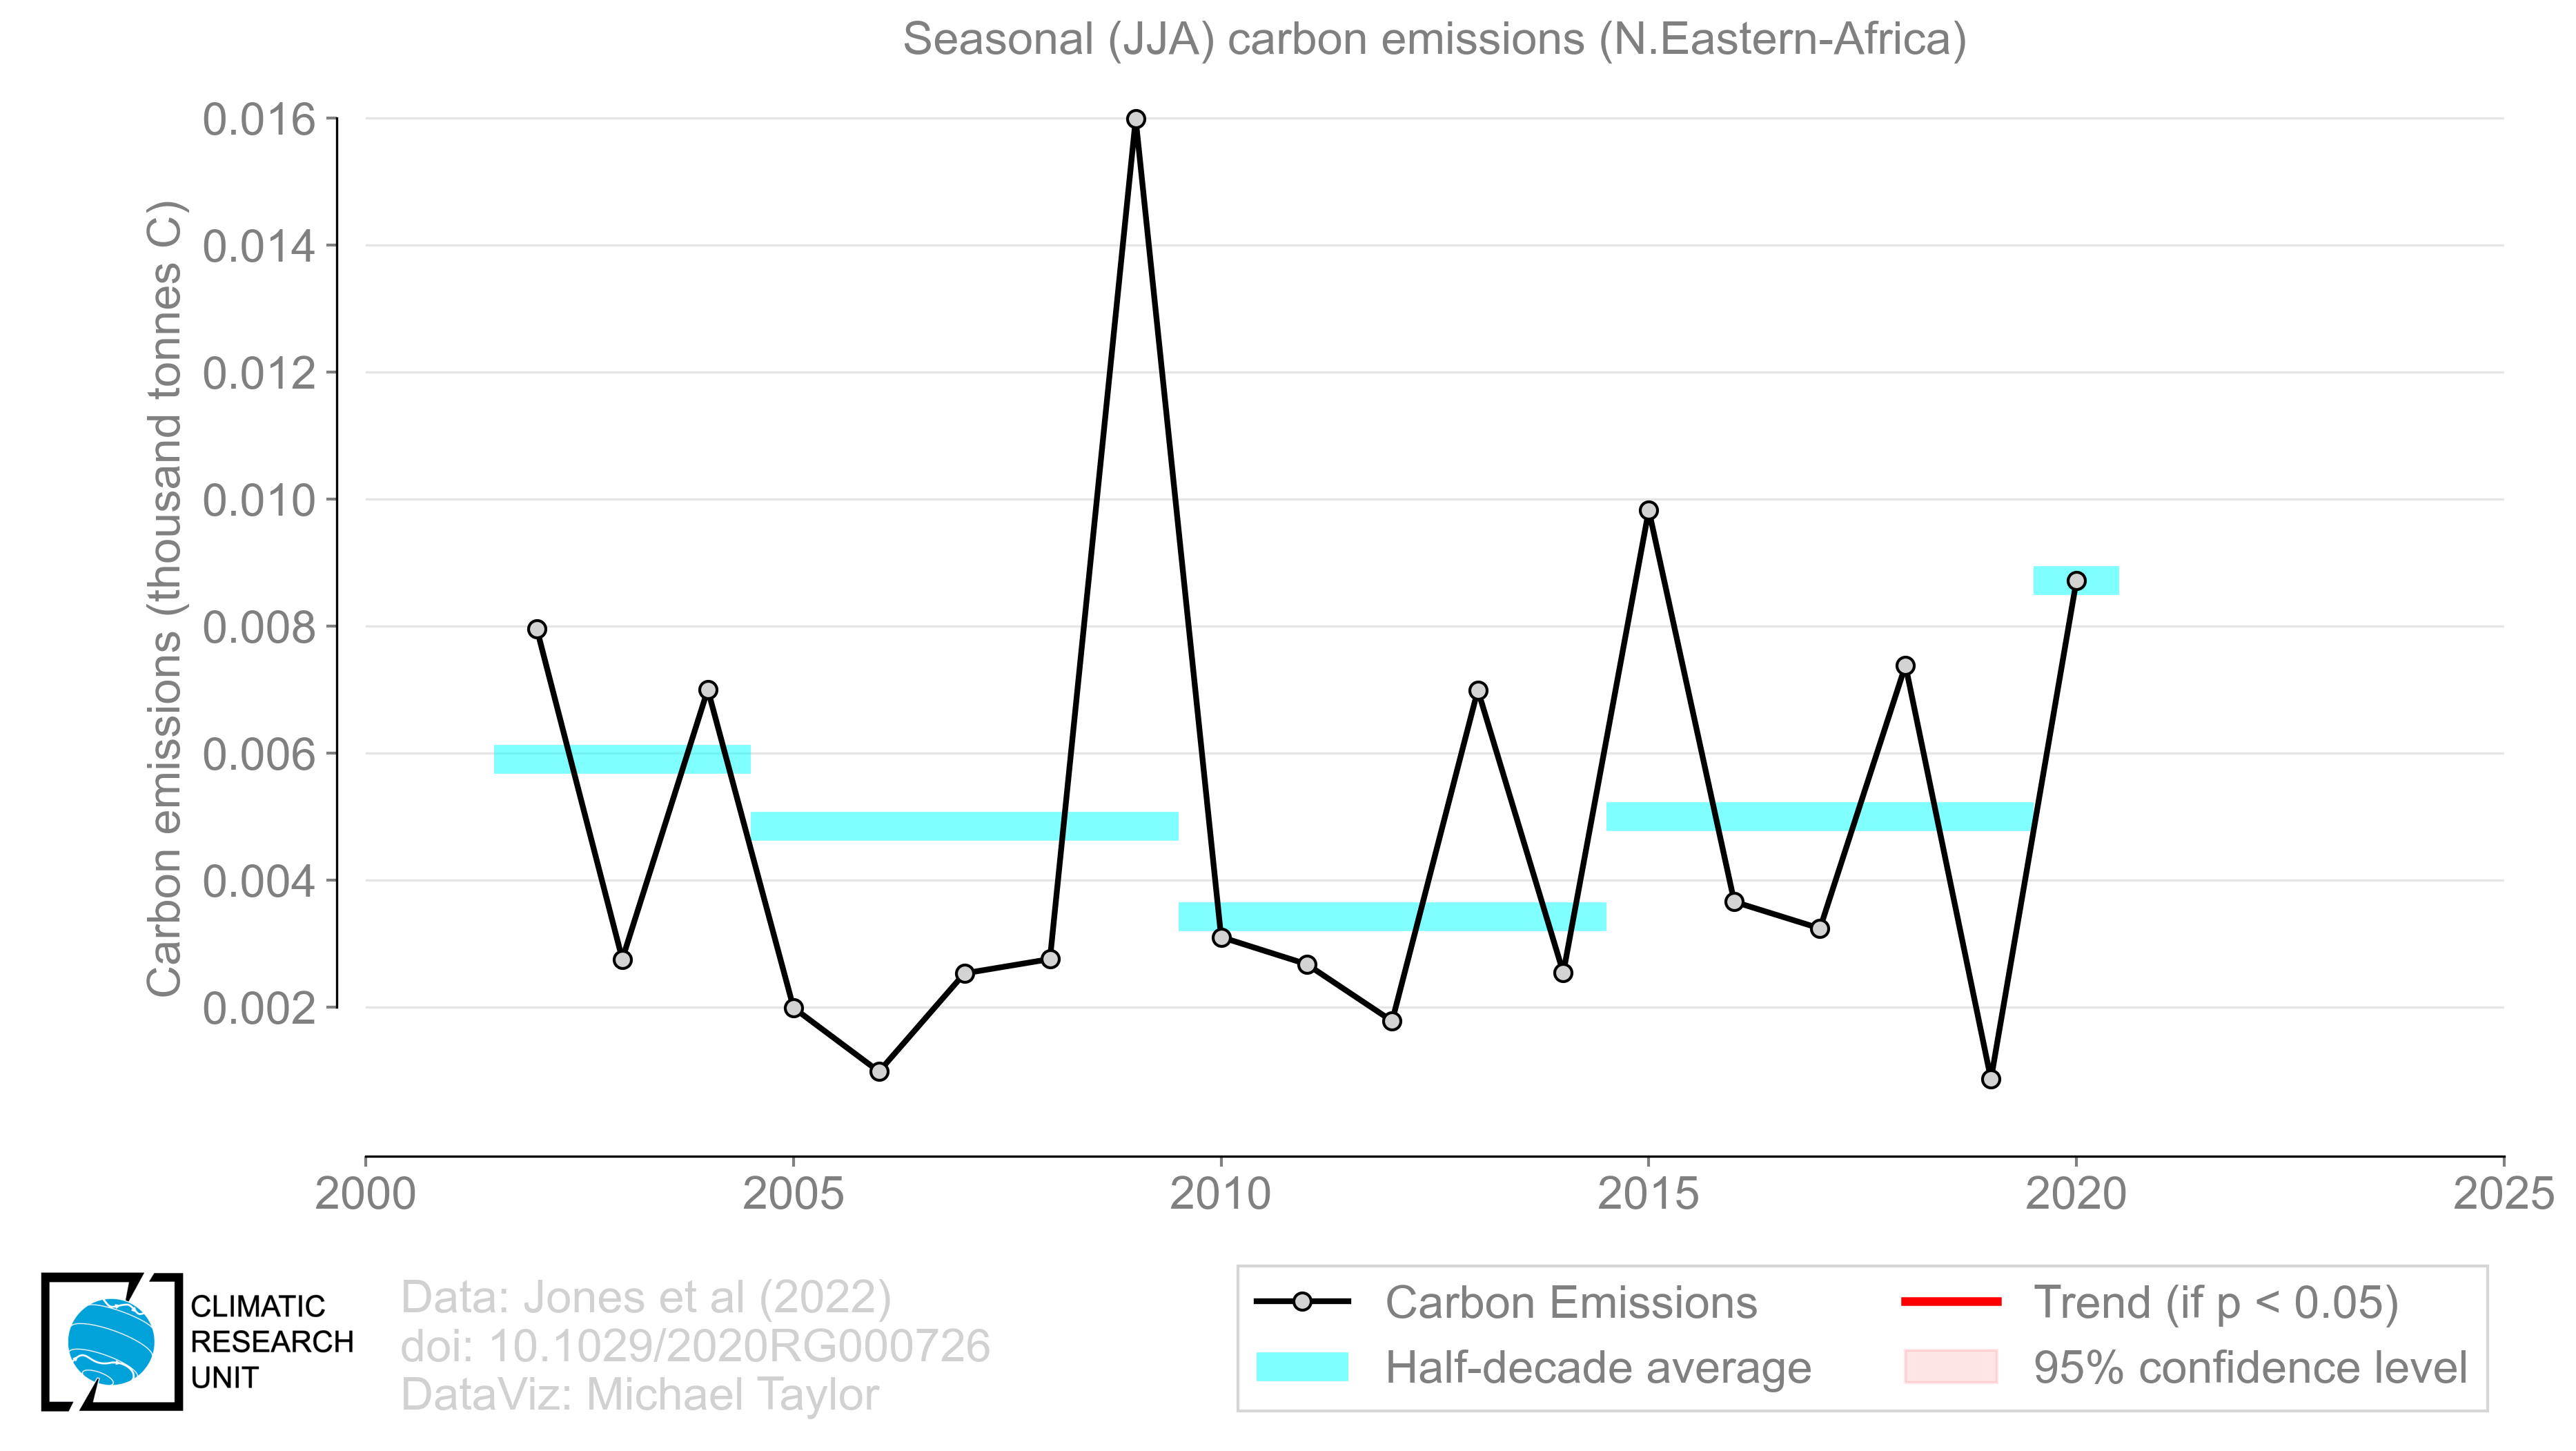 Seasonal (JJA) carbon emissions (N.Eastern-Africa)
Carbon emissions (thousand tonnes C)
0.016
0.014
0.012
0.010
0.008
0.006
0.004
0.002
2000 2005 2010 2015 2020 2025
CLIMATIC
RESEARCH
UNIT
Data: Jones et al (2022)
doi: 10.1029/2020RG000726
DataViz: Michael Taylor
Carbon Emissions
Half-decade average
Trend (if p < 0.05)
95% confidence level